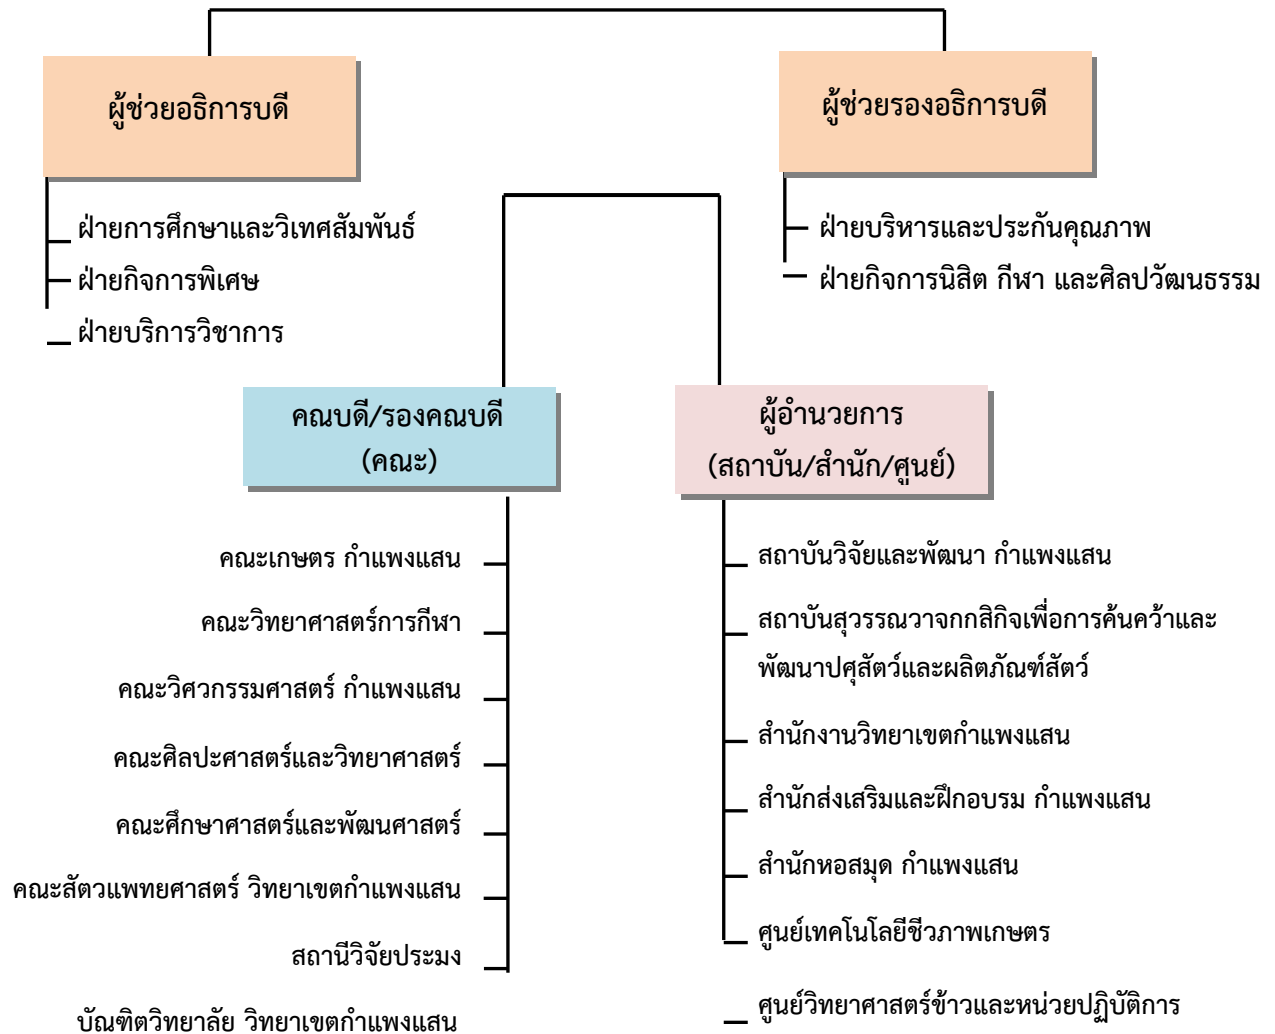 ผู้ช่วยอธิการบดี
ฝ่ายการศึกษาและวิเทศสัมพันธ์
ฝ่ายกิจการพิเศษ
ฝ่ายบริการวิชาการ
ผู้ช่วยรองอธิการบดี
ฝ่ายบริหารและประกันคุณภาพ
ฝ่ายกิจการนิสิต กีฬา และศิลปวัฒนธรรม
คณบดี/รองคณบดี
(คณะ)
คณะเกษตร กำแพงแสน
คณะวิทยาศาสตร์การกีฬา
คณะวิศวกรรมศาสตร์ กำแพงแสน
คณะศิลปะศาสตร์และวิทยาศาสตร์
คณะศึกษาศาสตร์และพัฒนศาสตร์
คณะสัตวแพทยศาสตร์ วิทยาเขตกำแพงแสน
สถานีวิจัยประมง
บัณฑิตวิทยาลัย วิทยาเขตกำแพงแสน
ผู้อำนวยการ
(สถาบัน/สำนัก/ศูนย์)
สถาบันวิจัยและพัฒนา กำแพงแสน
สถาบันสุวรรณวาจกกสิกิจเพื่อการค้นคว้าและ
พัฒนาปศุสัตว์และผลิตภัณฑ์สัตว์
สำนักงานวิทยาเขตกำแพงแสน
สำนักส่งเสริมและฝึกอบรม กำแพงแสน
สำนักหอสมุด กำแพงแสน
ศูนย์เทคโนโลยีชีวภาพเกษตร
ศูนย์วิทยาศาสตร์ข้าวและหน่วยปฏิบัติการ